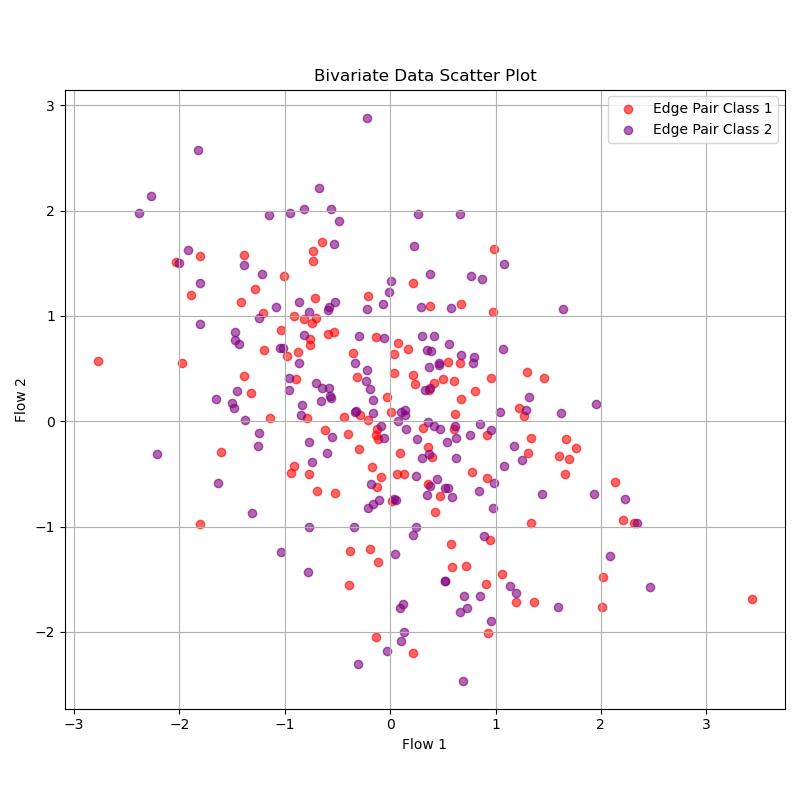 Bivariate Data Scatter Plot
Edge Pair Class 1
Edge Pair Class 2
3
2
1
0
−1
−2
Flow 2
−3 −2 −1 0 1 2 3
Flow 1